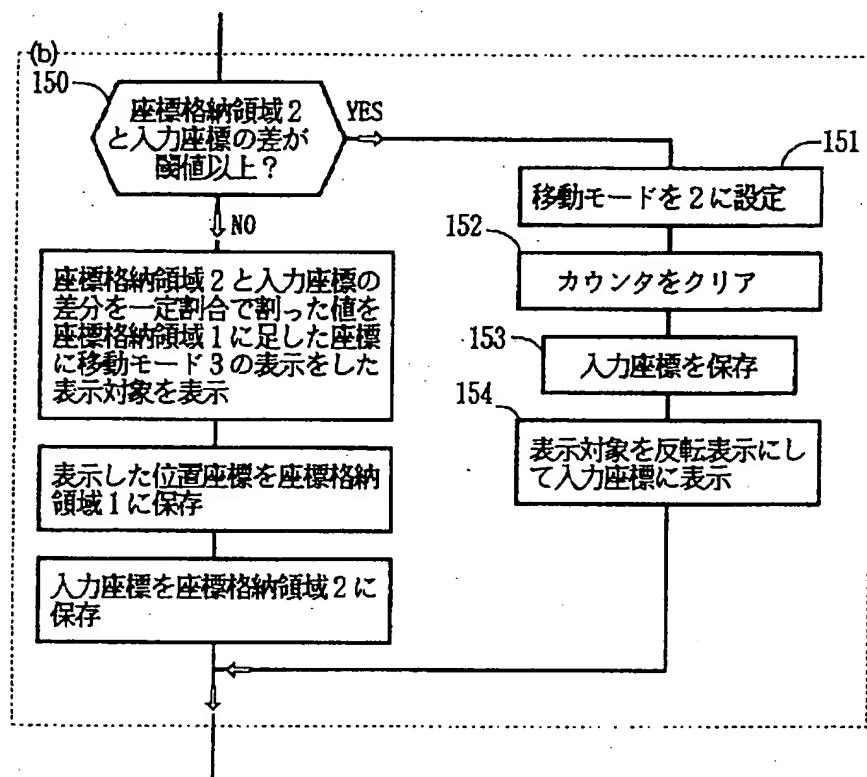 (b)
150
座標格納領域2
と入力座標の差が
閾値以上？
YES
NO
座標格納領域2と入力座標の
差分を一定割合で割った値を
座標格納領域1に足した座標
に移動モード3の表示をした
表示対象を表示
表示した位置座標を座標格納
領域1に保存
入力座標を座標格納領域2に
保存
151
移動モードを2に設定
152
カウンタをクリア
153
入力座標を保存
154
表示対象を反転表示にし
て入力座標に表示